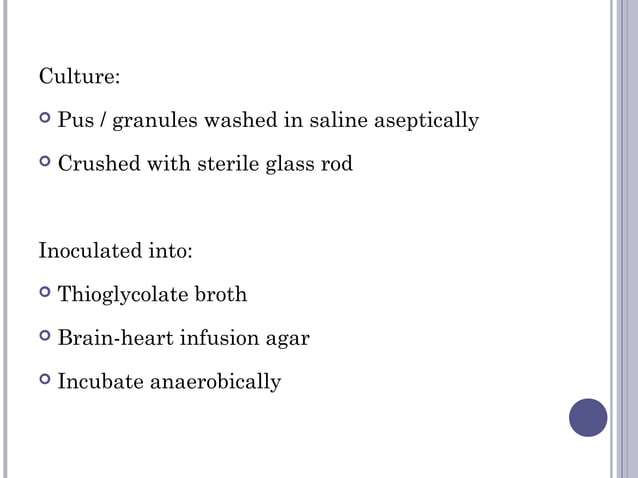 Culture:
Pus / granules washed in saline aseptically
Crushed with sterile glass rod
Inoculated into:
Thioglycolate broth
Brain-heart infusion agar
Incubate anaerobically